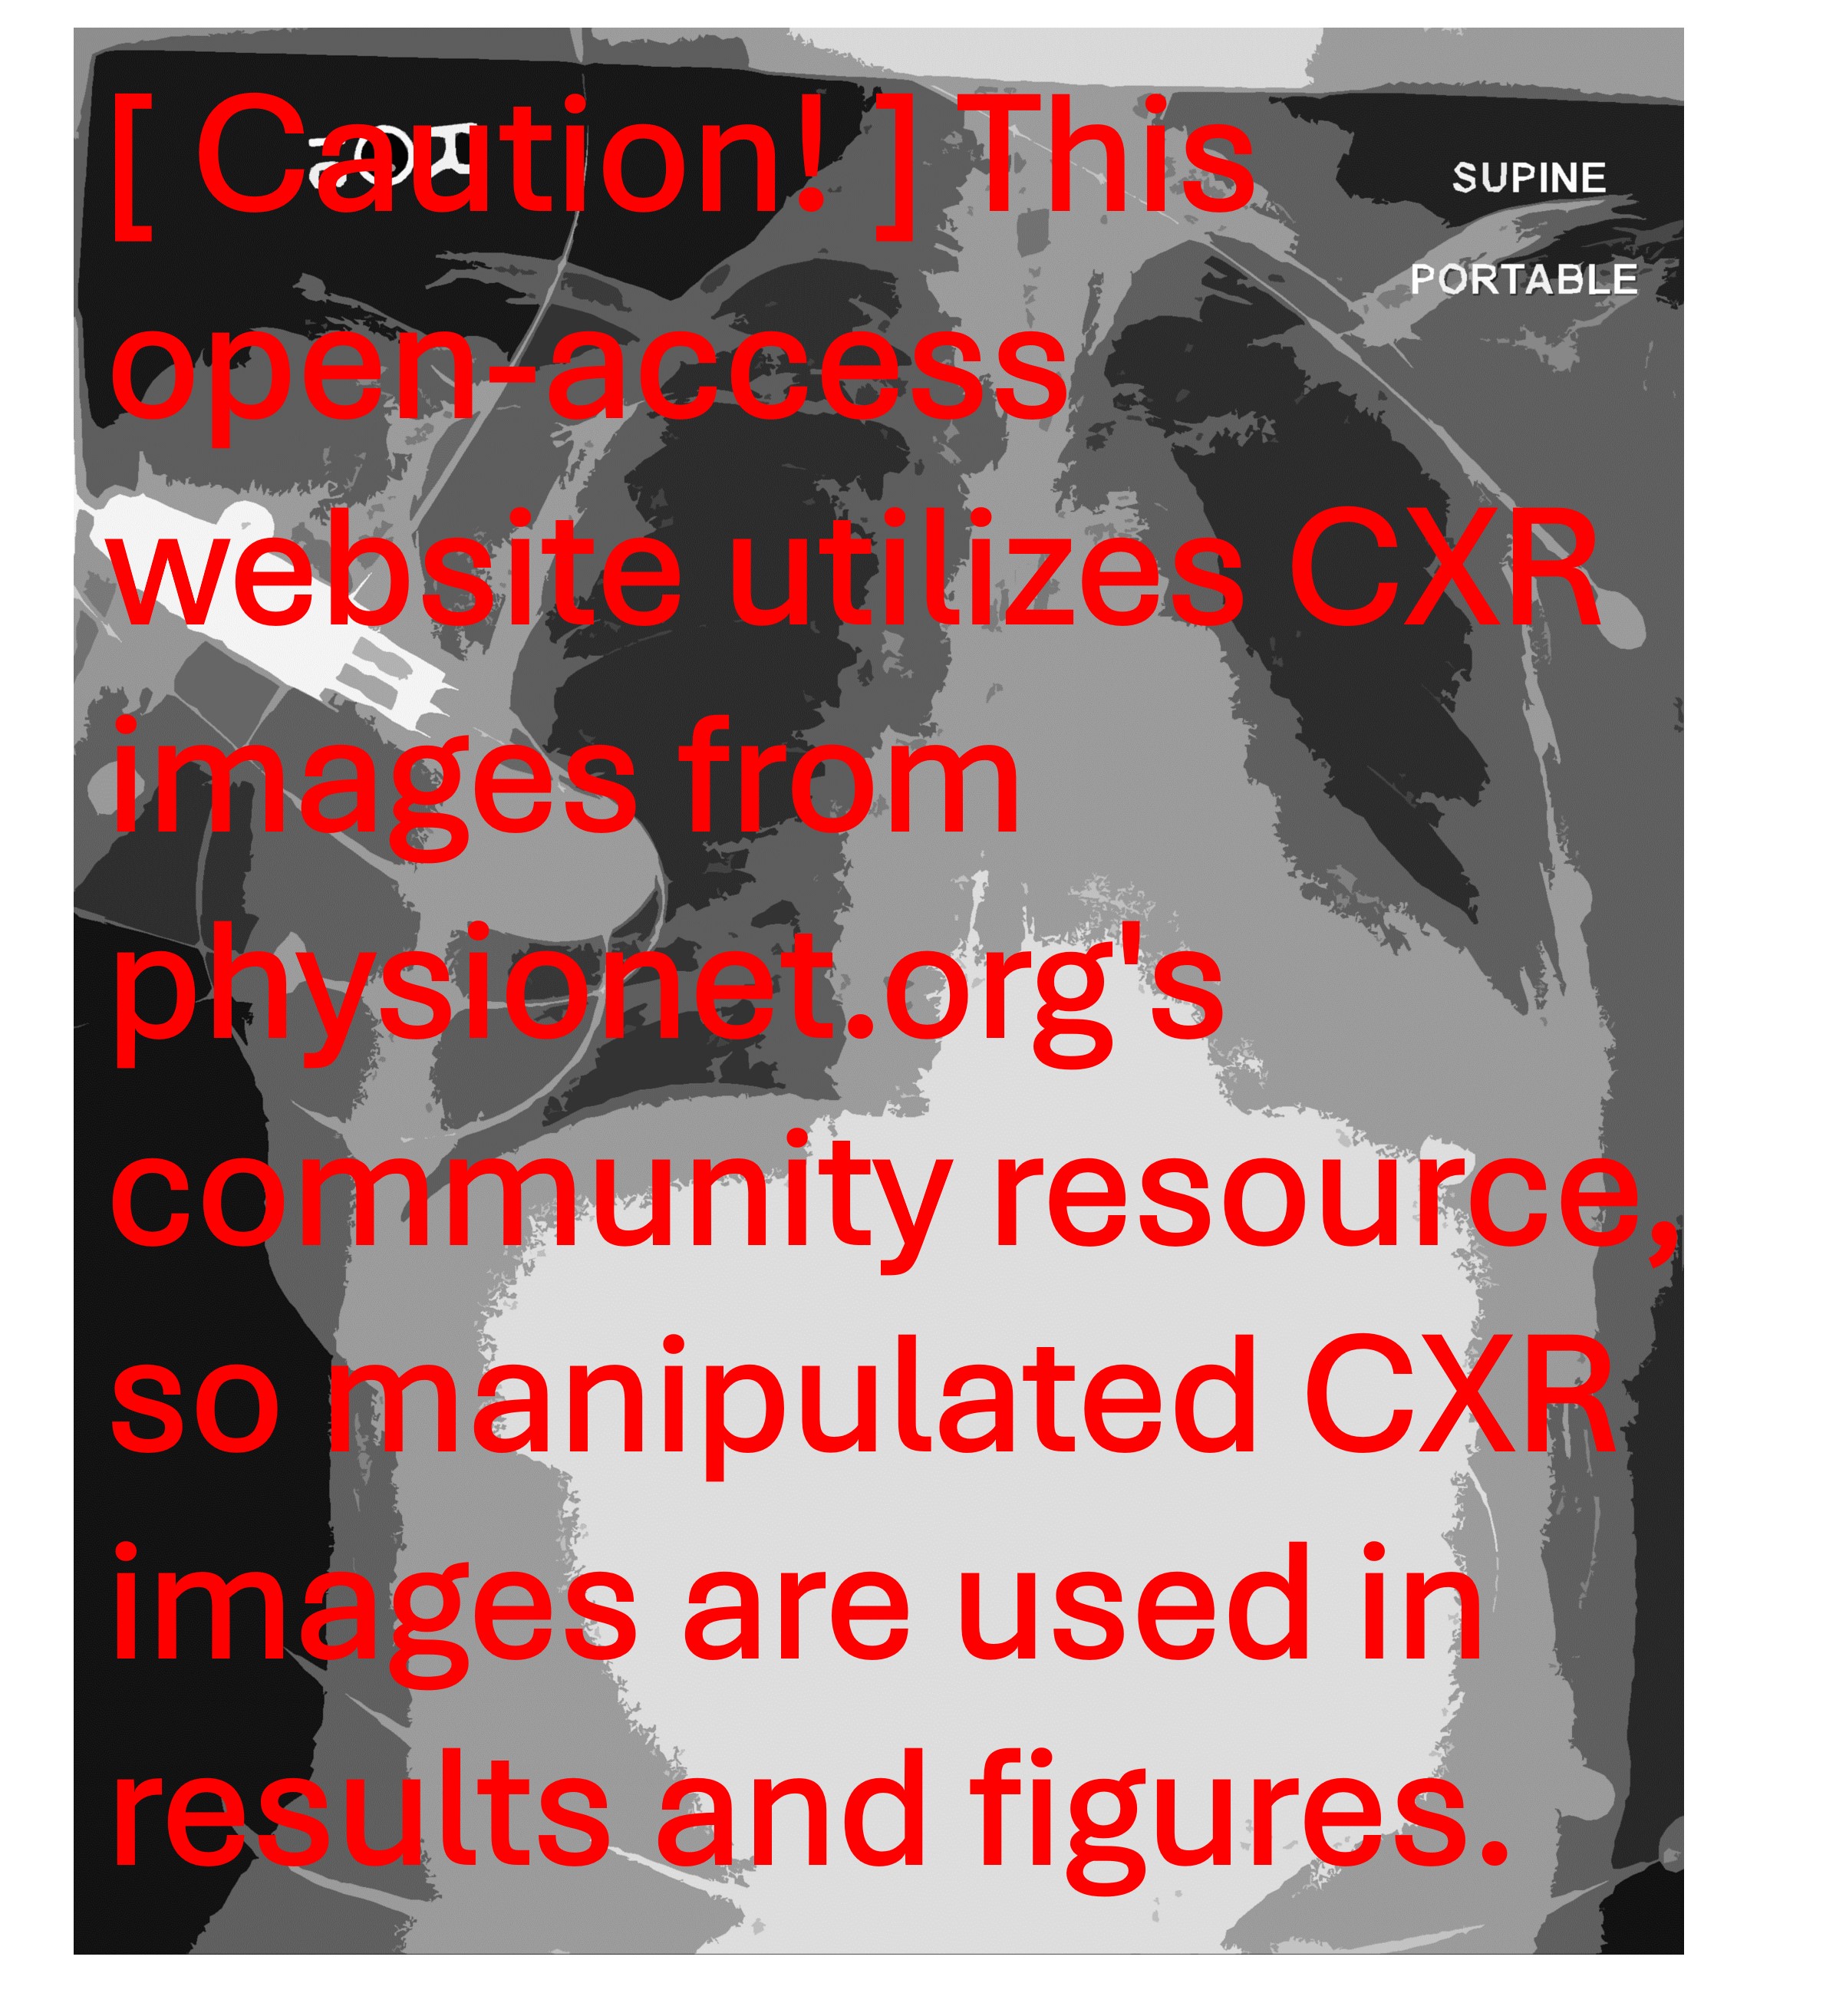 [ Caution! ] This
SUPINE
PORTABLE
open-access
website utilizes CXR
images from
physionet.org's
community resource,
so manipulated CXR
images are used in
results and figures.